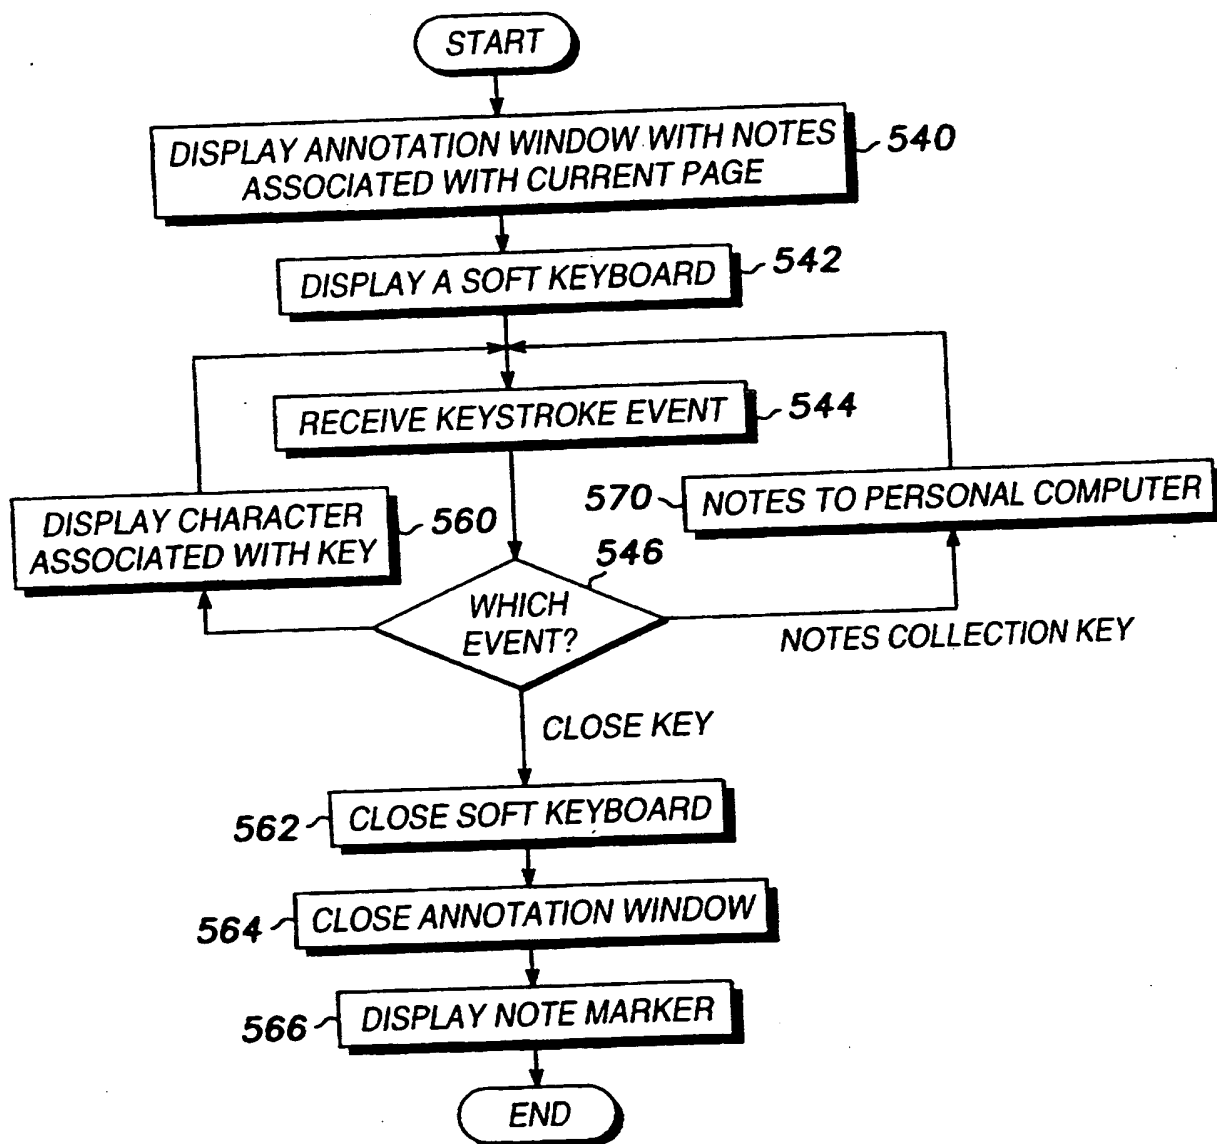 START
DISPLAY ANNOTATION WINDOW WITH NOTES
ASSOCIATED WITH CURRENT PAGE
540
DISPLAY A SOFT KEYBOARD
542
RECEIVE KEYSTROKE EVENT
544
DISPLAY CHARACTER
ASSOCIATED WITH KEY
560
570
NOTES TO PERSONAL COMPUTER
546
WHICH
EVENT?
NOTES COLLECTION KEY
CLOSE KEY
562
CLOSE SOFT KEYBOARD
564
CLOSE ANNOTATION WINDOW
566
DISPLAY NOTE MARKER
END